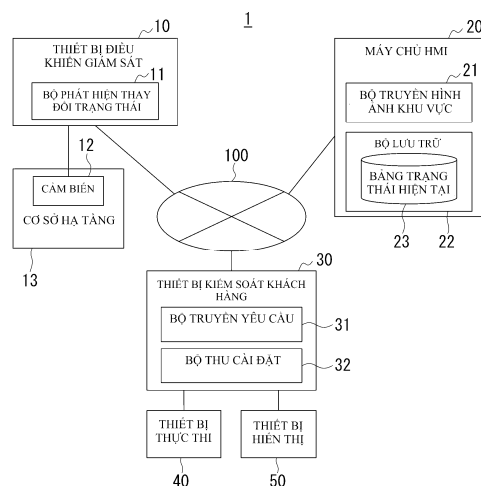 1
10
THIẾT BỊ ĐIỀU
KHIỂN GIÁM SÁT
11
BỘ PHÁT HIỆN THAY
ĐỔI TRẠNG THÁI
12
CẢM BIẾN
CƠ SỞ HẠ TẦNG
13
20
MÁY CHỦ HMI
21
BỘ TRUYỀN HÌNH
ẢNH KHU VỰC
BỘ LƯU TRỮ
BẢNG TRẠNG
THÁI HIỆN TẠI
23
22
100
30
THIẾT BỊ KIỂM SOÁT KHÁCH
HÀNG
BỘ TRUYỀN YÊU CẦU
31
BỘ THU CÀI ĐẶT
32
THIẾT BỊ
THỰC THI
40
THIẾT BỊ
HIỂN THỊ
50